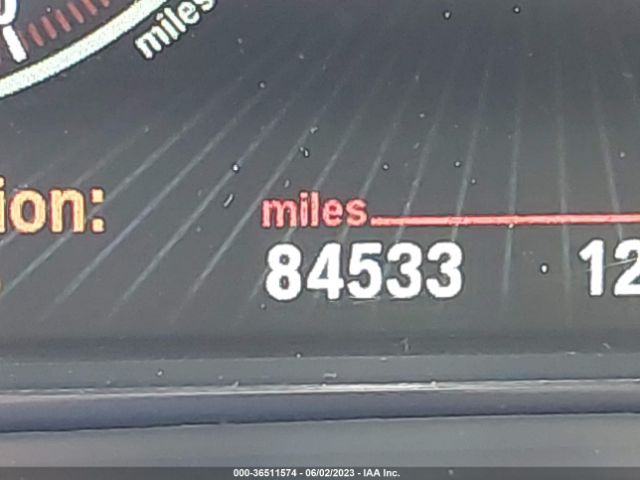 miles
ion:
miles
84533 12
000-36511574 - 06/02/2023 - IAA Inc.